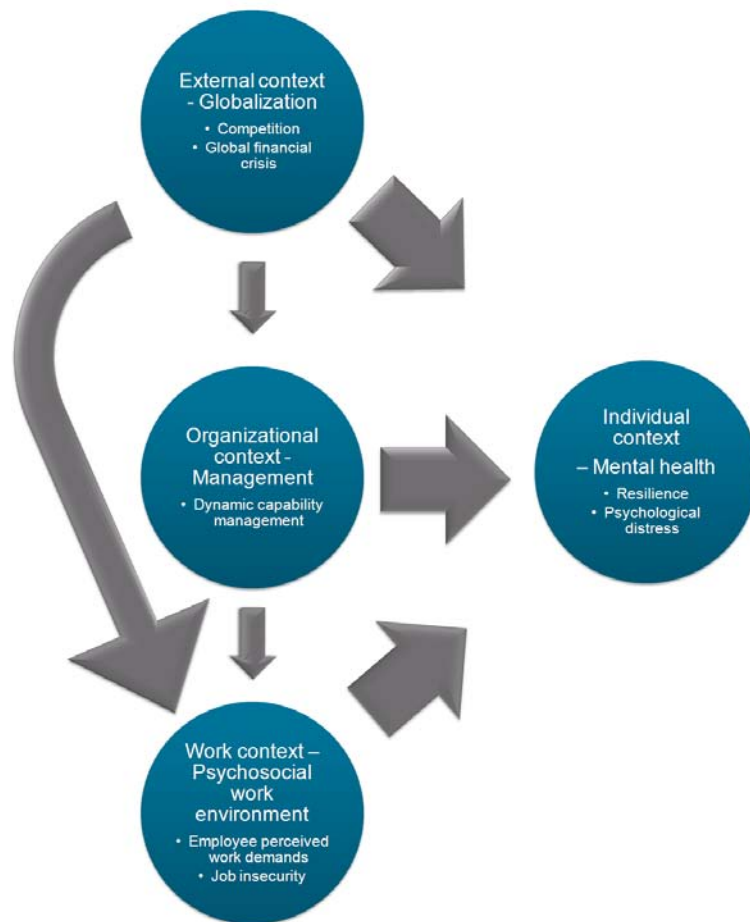 External context
- Globalization
• Competition
• Global financial
crisis
Organizational
context -
Management
• Dynamic capability
management
Individual
context
– Mental health
• Resilience
• Psychological
distress
Work context –
Psychosocial
work
environment
• Employee perceived
work demands
• Job insecurity